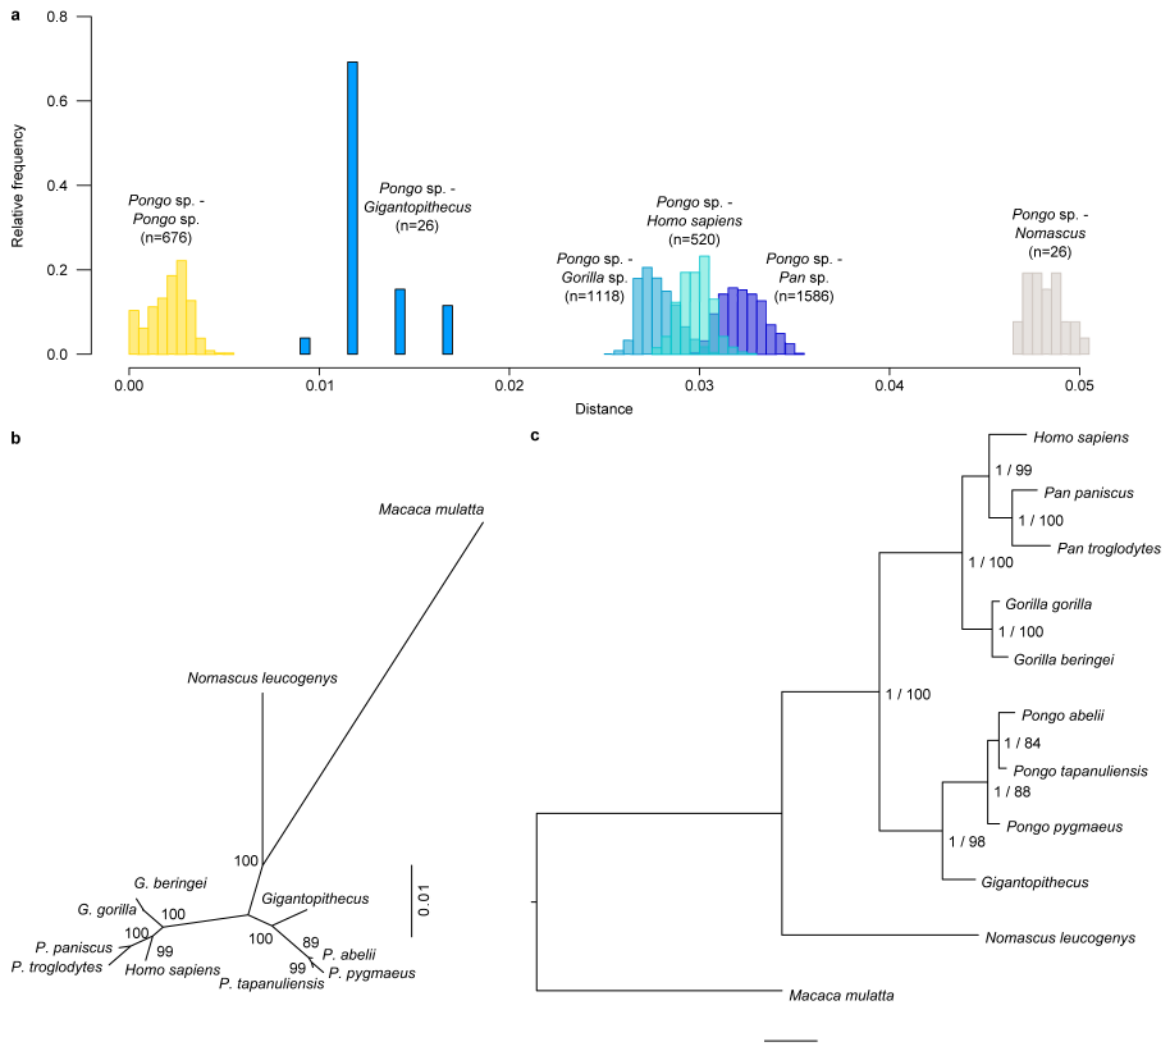 a
0.8
0.6
0.4
0.2
0.0
Relative frequency
Pongo sp. -
Pongo sp.
(n=676)
Pongo sp. -
Gigantopithecus
(n=26)
Pongo sp. -
Gorilla sp.
(n=1118)
Pongo sp. -
Homo sapiens
(n=520)
Pongo sp. -
Pan sp.
(n=1586)
Pongo sp. -
Nomascus
(n=26)
0.00 0.01 0.02 0.03 0.04 0.05
Distance
b
Macaca mulatta
Nomascus leucogenys
100
G. beringei
G. gorilla
100
100
P. paniscus
99
P. troglodytes
Homo sapiens
Gigantopithecus
100
89
P. abelii
99
P. pygmaeus
P. tapanuliensis
0.01
c
Homo sapiens
1 / 99
Pan paniscus
1 / 100
Pan troglodytes
1 / 100
Gorilla gorilla
1 / 100
Gorilla beringei
1 / 100
Pongo abelii
1 / 84
Pongo tapanuliensis
1 / 88
Pongo pygmaeus
1 / 98
Gigantopithecus
Nomascus leucogenys
Macaca mulatta